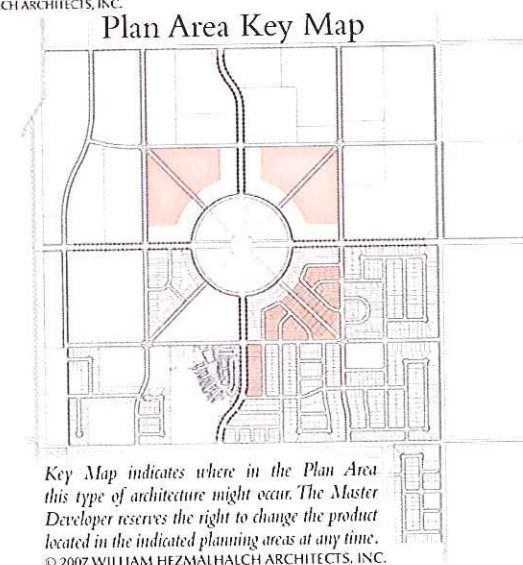 CH ARCHITECTS, INC.
Plan Area Key Map
Key Map indicates where in the Plan Area
this type of architecture might occur. The Master
Developer reserves the right to change the product
located in the indicated planning areas at any time.
© 2007 WILLIAM HEZMALHALCH ARCHITECTS, INC.